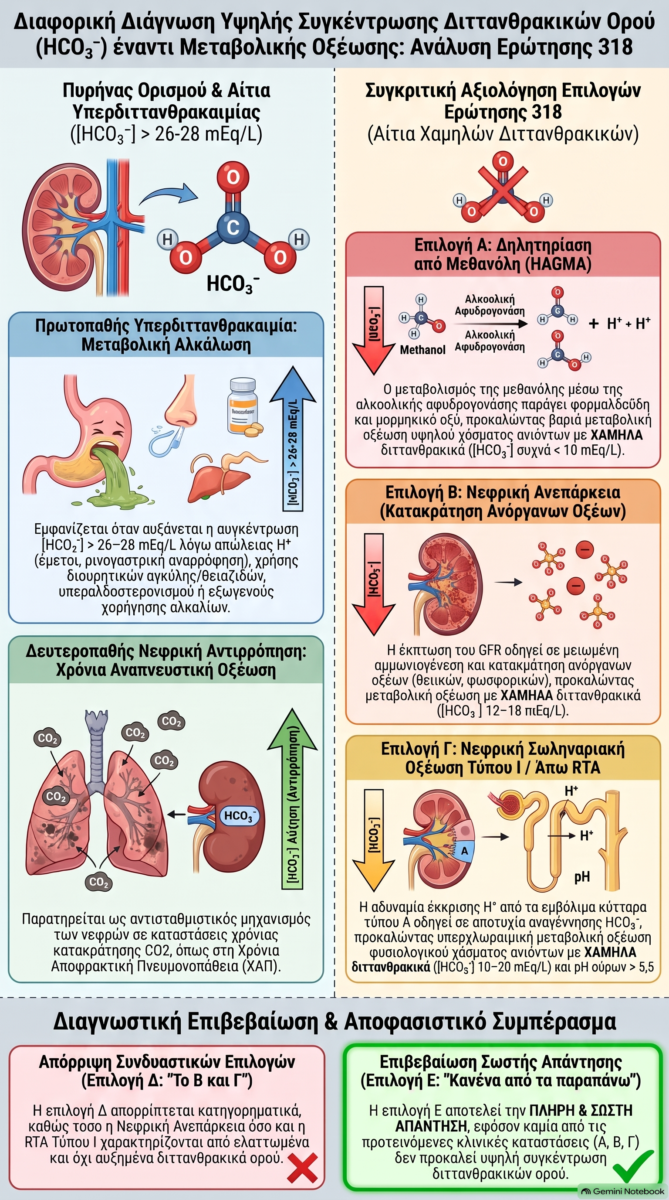 Διαφορική Διάγνωση Υψηλής Συγκέντρωσης Διττανθρακικών Ορού
(HCO₃⁻) έναντι Μεταβολικής Οξέωσης: Ανάλυση Ερώτησης 318
Πυρήνας Ορισμού & Αίτια
Υπερδιττανθρακαιμίας
([HCO₃⁻] > 26-28 mEq/L)
O
C
H
O
O
H
HCO₃⁻
Πρωτοπαθής Υπερδιττανθρακαιμία:
Μεταβολική Αλκάλωση
> 26-28 mEq/L
Εμφανίζεται όταν αυξάνεται η αυγκέντρωση
[HCO₂⁻] > 26–28 mEq/L λόγω απώλειας H⁺
(έμετοι, ρινογαστρική αναρρόφηση), χρήσης
διουρητικών αγκύλης/θειαζιδών,
υπεραλδοστερονισμού ή εξωγενούς
χορήγησης αλκαλίων.
Δευτεροπαθής Νεφρική Αντιρρόπηση:
Χρόνια Αναπνευστική Οξέωση
CO₂
CO₂
CO₂
CO₂
CO₂
CO₂
HCO₃⁻
[HCO₃⁻] Αύξηση (Αντιρρόπηση)
Παρατηρείται ως αντισταθμιστικός μηχανισμός
των νεφρών σε καταστάσεις χρόνιας
κατακράτησης CO2, όπως στη Χρόνια
Αποφρακτική Πνευμονοπάθεια (ΧΑΠ).
Συγκριτική Αξιολόγηση Επιλογών
Ερώτησης 318
(Αίτια Χαμηλών Διττανθρακικών)
O
H
O
O
H
Επιλογή Α: Δηλητηρίαση
από Μεθανόλη (HAGMA)
H
H
C
O
H
Methanol
Αλκοολική
Αφυδρογονάση
Αλκοολική
Αφυδρογονάση
+ H⁺ + H⁺
Ο μεταβολισμός της μεθανόλης μέσω της
αλκοολικής αφυδρογονάσης παράγει φορμαλδεΰδη
και μορμηκικό οξύ, προκαλώντας βαριά μεταβολική
οξέωση υψηλού χόσματος ανιόντων με ΧΑΜΗΛΑ
διττανθρακικά ([HCO₃⁻] συχνά < 10 mEq/L).
Επιλογή Β: Νεφρική Ανεπάρκεια
(Κατακράτηση Ανόργανων Οξέων)
[HCO₃⁻]
Η έκπτωση του GFR οδηγεί σε μειωμένη
αμμωνιογένεση και κατακμάτηση ανόργανων
οξέων (θειικών, φωσφορικών), προκαλώντας
μεταβολική οξέωση με ΧΑΜΗΑΑ διττανθρακικά
([HCO₃ ] 12–18 πιEq/L).
Επιλογή Γ: Νεφρική Σωληναριακή
Οξέωση Τύπου Ι / Άπω RTA
[HCO₃⁻]
A
H⁺
H⁺
pH
Η αδυναμία έκκρισης H⁺ από τα εμβόλιμα κύτταρα
τύπου Α οδηγεί σε αποτυχία αναγέννησης HCO₃⁻,
προκαλώντας υπερχλωραιμική μεταβολική οξέωση
φυσιολογικού χάσματος ανιόντων με ΧΑΜΗΛΑ
διττανθρακικά ([HCO₅⁻] 10–20 mEq/L) και pH ούρων > 5,5
Διαγνωστική Επιβεβαίωση & Αποφασιστικό Συμπέρασμα
Απόρριψη Συνδυαστικών Επιλογών
(Επιλογή Δ: "Το Β και Γ")
Η επιλογή Δ απορρίπτεται κατηγορηματικά,
καθώς τοσο η Νεφρική Ανεπάρκεια όσο και η
RTA Τύπου Ι χαρακτηρίζονται από ελαττωμένα
και όχι αυξημένα διττανθρακικά ορού.
Επιβεβαίωση Σωστής Απάντησης
(Επιλογή Ε: "Κανένα από τα παραπάνω")
Η επιλογή Ε αποτελεί την ΠΛΗΡΗ & ΣΩΣΤΗ
ΑΠΑΝΤΗΣΗ, εφόσον καμία από τις
προτεινόμενες κλινικές καταστάσεις (Α, Β, Γ)
δεν προκαλεί υψηλή συγκέντρωση
διττανθρακικών ορού.
Gemini Notebook